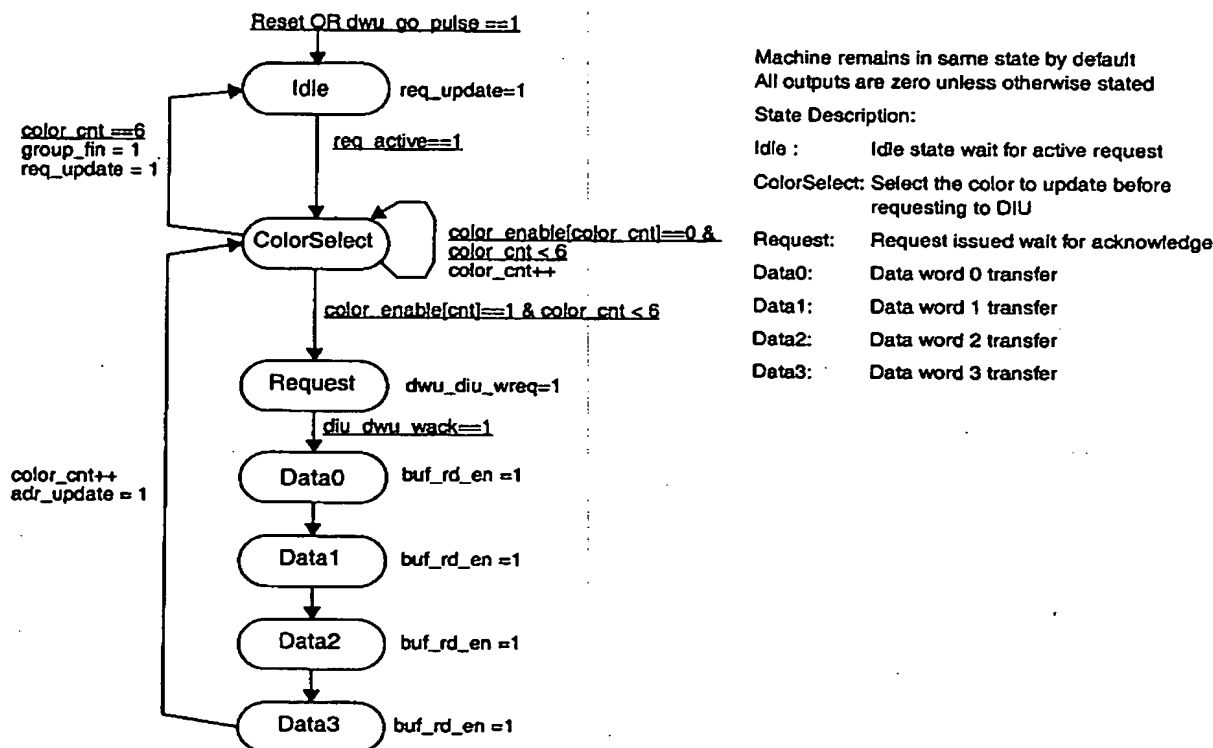 Reset OR dwu_go_pulse ==1
Idle
req_update=1
color_cnt ==6
group_fin = 1
req_update = 1
req_active==1
ColorSelect
color_enable[color_cnt]==0 &
color_cnt < 6
color_cnt++
color_enable[cnt]==1 & color_cnt < 6
Request
dwu_diu_wreq=1
diu_dwu_wack==1
color_cnt++
adr_update = 1
Data0
buf_rd_en =1
Data1
buf_rd_en =1
Data2
buf_rd_en =1
Data3
buf_rd_en =1
Machine remains in same state by default
All outputs are zero unless otherwise stated
State Description:
Idle : Idle state wait for active request
ColorSelect: Select the color to update before
requesting to DIU
Request: Request issued wait for acknowledge
Data0: Data word 0 transfer
Data1: Data word 1 transfer
Data2: Data word 2 transfer
Data3: Data word 3 transfer